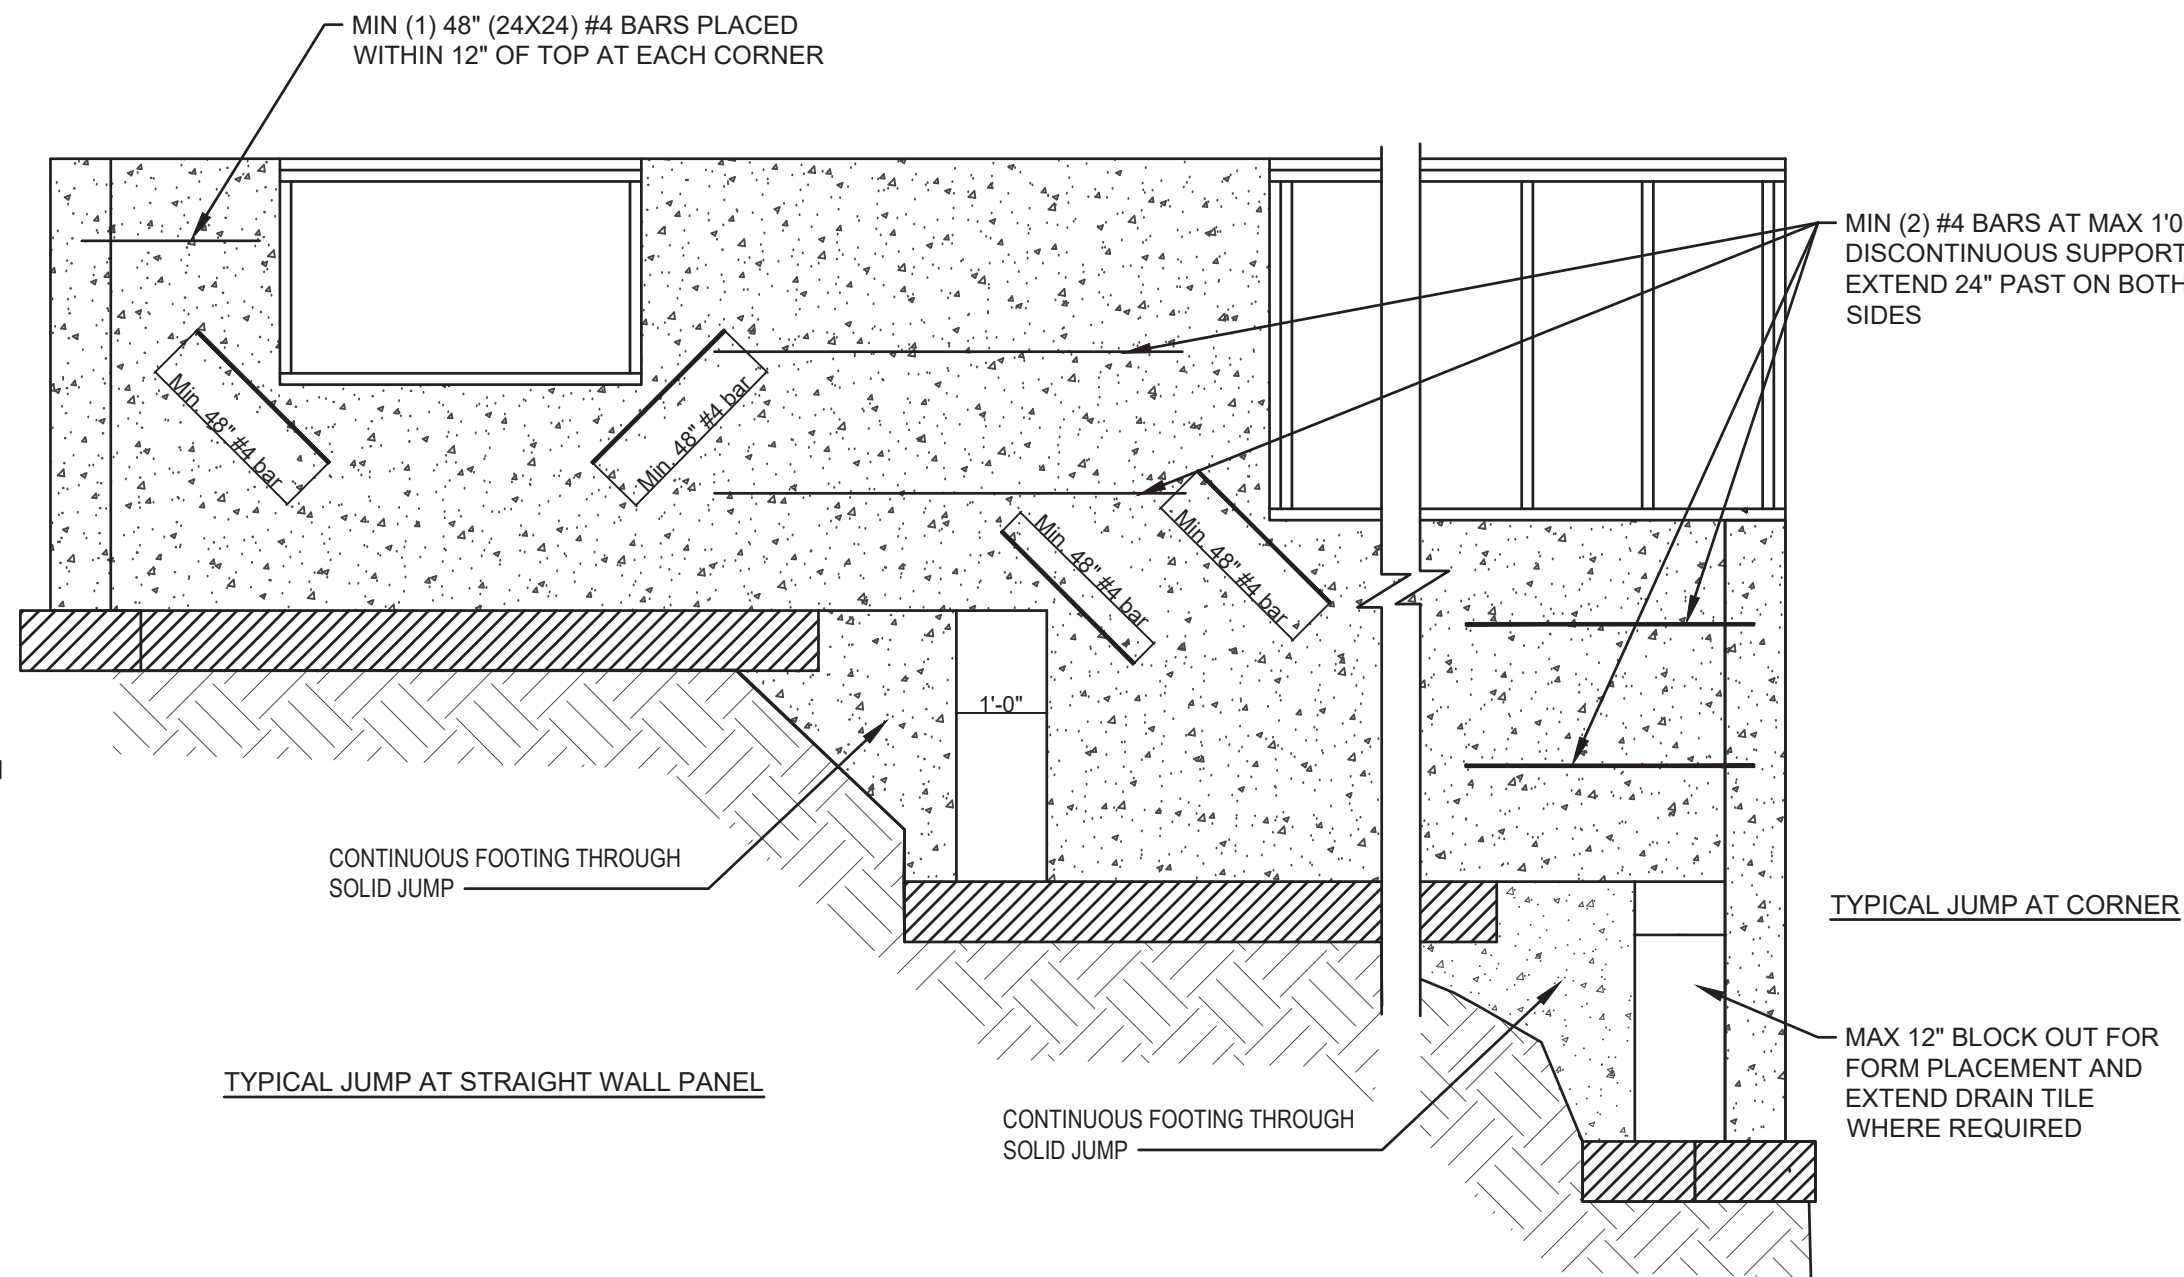 MIN (1) 48" (24X24) #4 BARS PLACED
WITHIN 12" OF TOP AT EACH CORNER
MIN (2) #4 BARS AT MAX 1'0
DISCONTINUOUS SUPPORT
EXTEND 24" PAST ON BOTH
SIDES
Min. 48" #4 bar
Min. 48" #4 bar
Min. 48" #4 bar
Min. 48" #4 bar
1'-0"
CONTINUOUS FOOTING THROUGH
SOLID JUMP
TYPICAL JUMP AT CORNER
TYPICAL JUMP AT STRAIGHT WALL PANEL
MAX 12" BLOCK OUT FOR
FORM PLACEMENT AND
EXTEND DRAIN TILE
WHERE REQUIRED
CONTINUOUS FOOTING THROUGH
SOLID JUMP